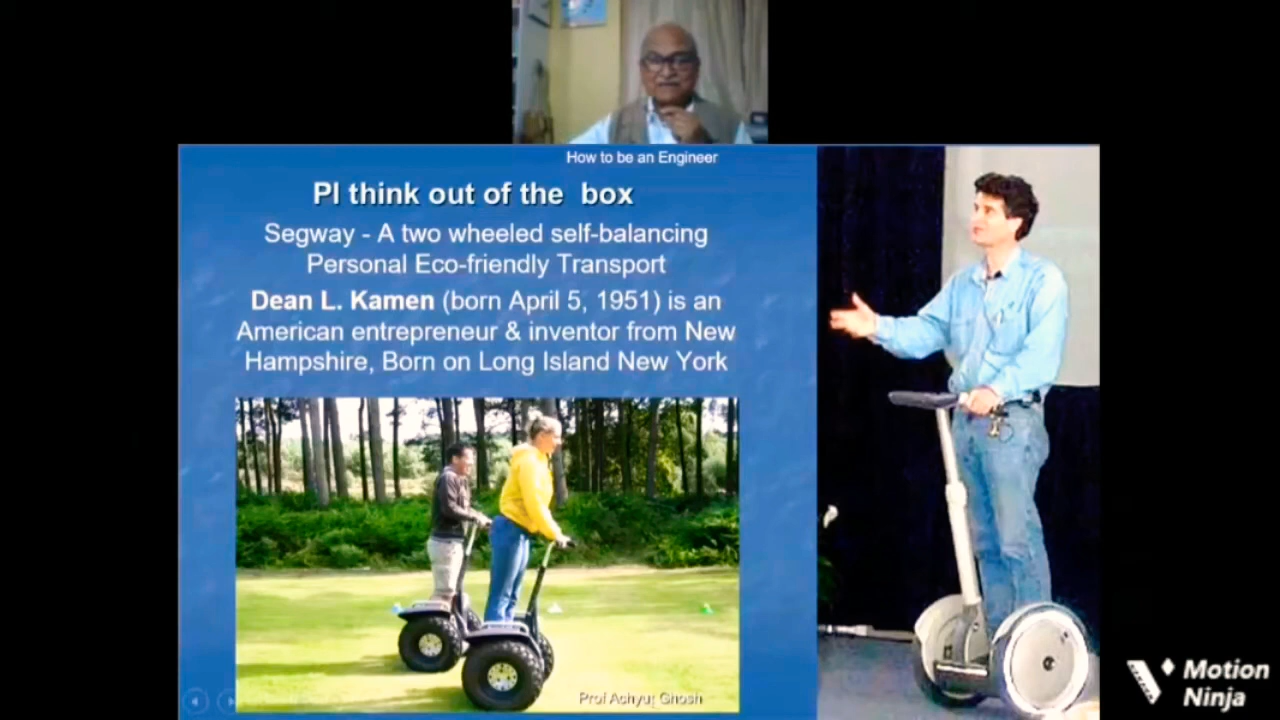 How to be an Engineer
Pl think out of the box
Segway - A two wheeled self-balancing
Personal Eco-friendly Transport
Dean L. Kamen (born April 5, 1951) is an
American entrepreneur & inventor from New
Hampshire, Born on Long Island New York
Prof Achyut Ghosh
Motion
Ninja